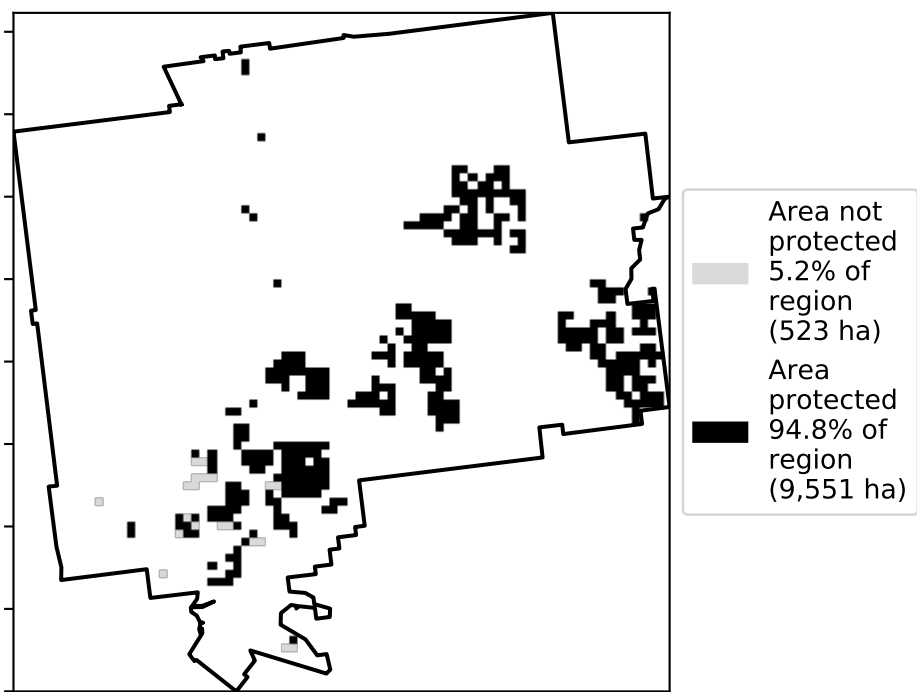 Area not
protected
5.2% of
region
(523 ha)
Area
protected
94.8% of
region
(9,551 ha)